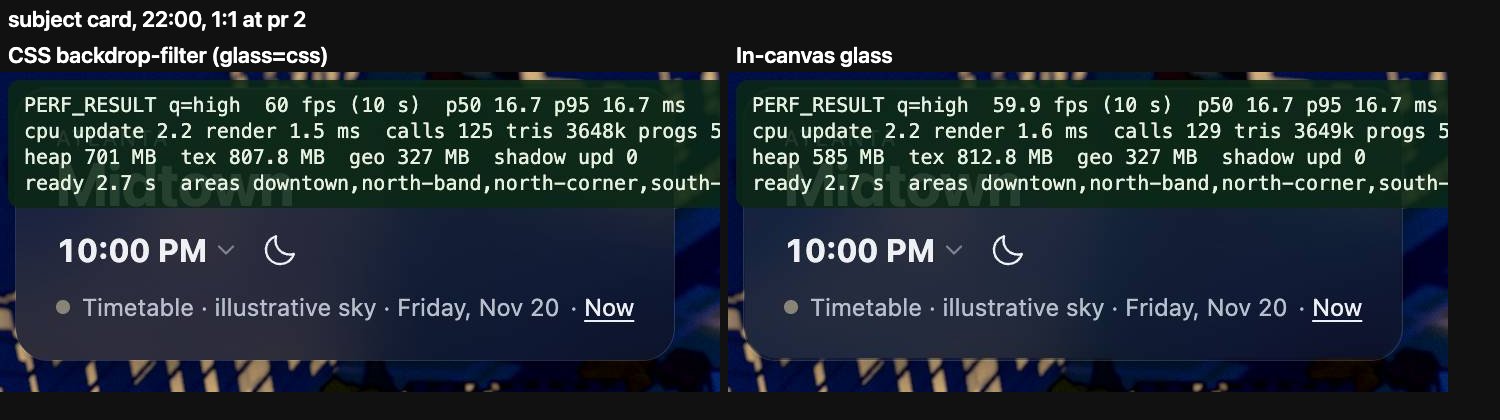 subject card, 22:00, 1:1 at pr 2
CSS backdrop-filter (glass=css)
PERF_RESULT q=high  60 fps (10 s)  p50 16.7 p95 16.7 ms
cpu update 2.2 render 1.5 ms  calls 125 tris 3648k progs 5
heap 701 MB  tex 807.8 MB  geo 327 MB  shadow upd 0
ready 2.7 s  areas downtown,north-band,north-corner,south-
ATLANTA
Midtown
10:00 PM
Timetable · illustrative sky · Friday, Nov 20 · Now
In-canvas glass
PERF_RESULT q=high  59.9 fps (10 s)  p50 16.7 p95 16.7 ms
cpu update 2.2 render 1.6 ms  calls 129 tris 3649k progs 5
heap 585 MB  tex 812.8 MB  geo 327 MB  shadow upd 0
ready 2.7 s  areas downtown,north-band,north-corner,south-
ATLANTA
Midtown
10:00 PM
Timetable · illustrative sky · Friday, Nov 20 · Now